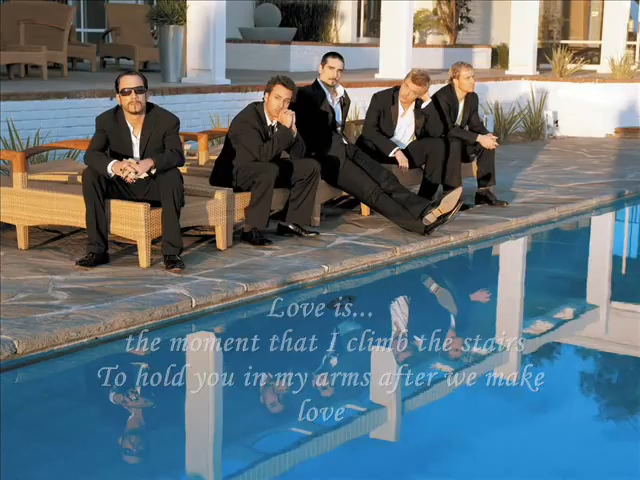 Love is...
the moment that I climb the stairs
To hold you in my arms after we make
love